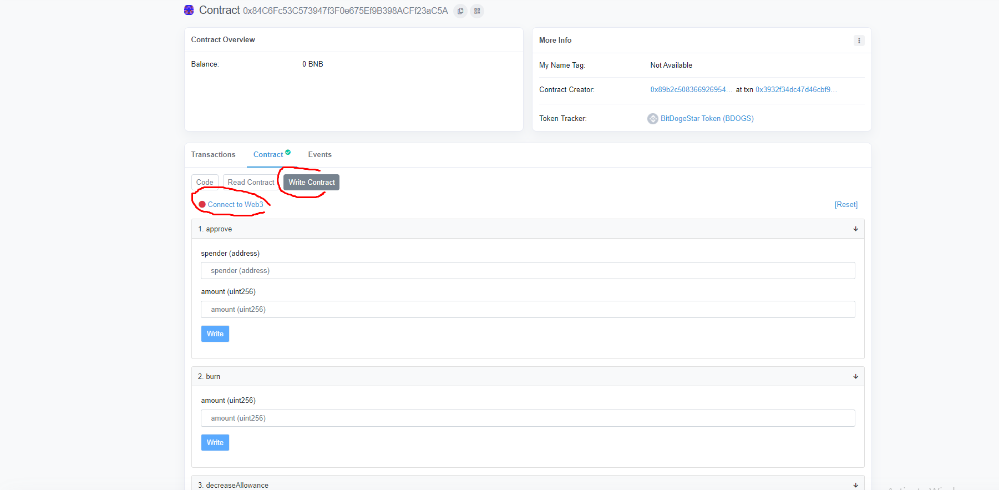 Contract 0x84C6Fc53C573947f3F0e675Ef9B398ACFf23aC5A
Contract Overview
Balance: 0 BNB
More Info
My Name Tag: Not Available
Contract Creator: 0x89b2c508366926954... at txn 0x3932f34dc47d46cbf9...
Token Tracker: BitDogeStar Token (BDOGS)
Transactions Contract Events
Code Read Contract Write Contract
Connect to Web3 [Reset]
1. approve
spender (address)
spender (address)
amount (uint256)
amount (uint256)
Write
2. burn
amount (uint256)
amount (uint256)
Write
3. decreaseAllowance